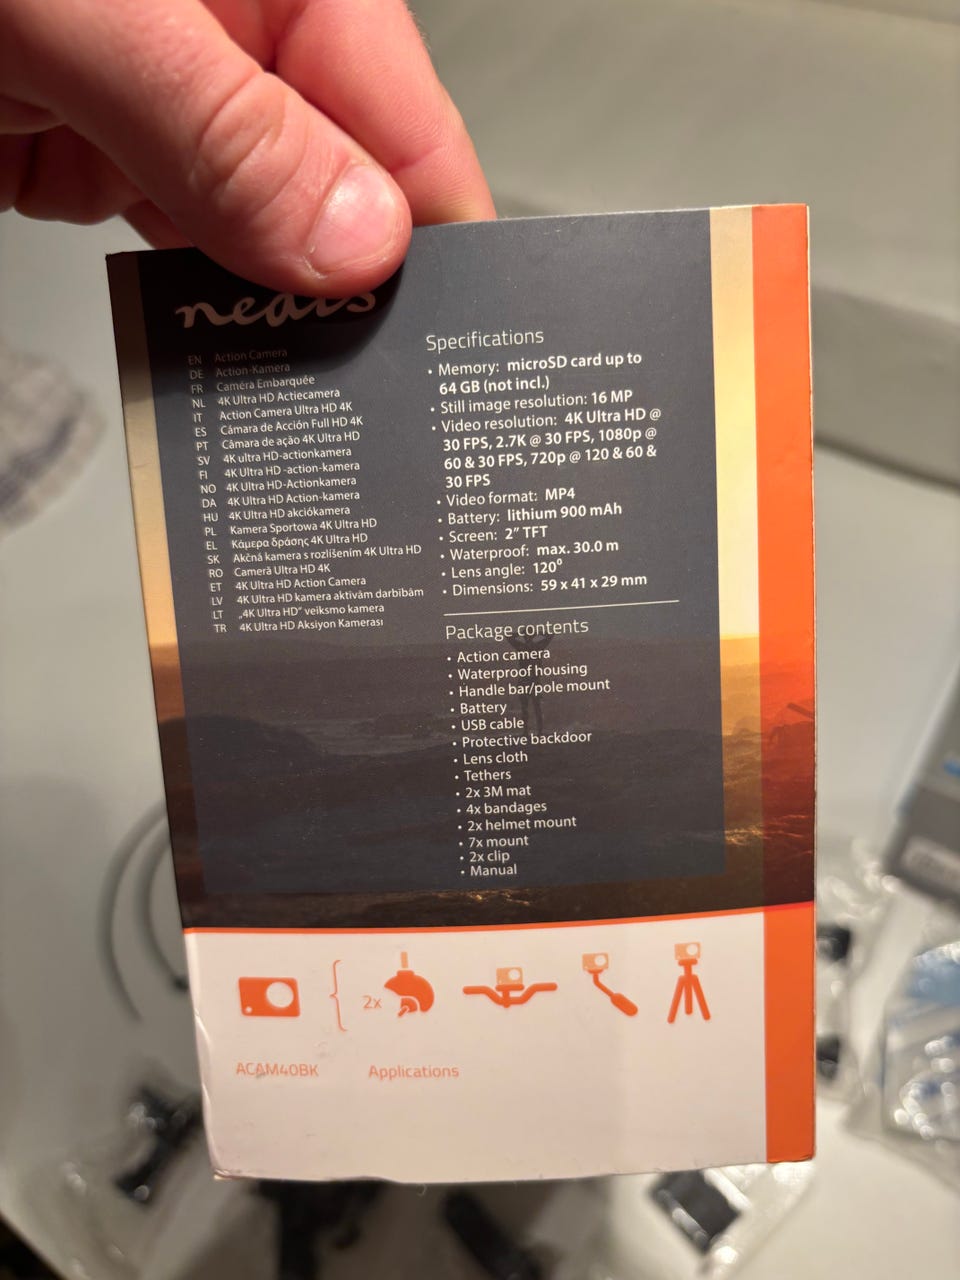 nedis
EN Action Camera
DE Action-Kamera
FR Caméra Embarquée
NL 4K Ultra HD Actiecamera
IT Action Camera Ultra HD 4K
ES Cámara de Acción Full HD 4K
PT Câmara de ação 4K Ultra HD
SV 4K ultra HD-actionkamera
FI 4K Ultra HD -action-kamera
NO 4K Ultra HD-Actionkamera
DA 4K Ultra HD Action-kamera
HU 4K Ultra HD akciókamera
PL Kamera Sportowa 4K Ultra HD
EL Κάμερα δράσης 4K Ultra HD
SK Akčná kamera s rozlíšením 4K Ultra HD
RO Cameră Ultra HD 4K
ET 4K Ultra HD Action Camera
LV 4K Ultra HD kamera aktivām darbībām
LT „4K Ultra HD“ veiksmo kamera
TR 4K Ultra HD Aksiyon Kamerası
Specifications
• Memory: microSD card up to
64 GB (not incl.)
• Still image resolution: 16 MP
• Video resolution: 4K Ultra HD @
30 FPS, 2.7K @ 30 FPS, 1080p @
60 & 30 FPS, 720p @ 120 & 60 &
30 FPS
• Video format: MP4
• Battery: lithium 900 mAh
• Screen: 2” TFT
• Waterproof: max. 30.0 m
• Lens angle: 120⁰
• Dimensions: 59 x 41 x 29 mm
Package contents
• Action camera
• Waterproof housing
• Handle bar/pole mount
• Battery
• USB cable
• Protective backdoor
• Lens cloth
• Tethers
• 2x 3M mat
• 4x bandages
• 2x helmet mount
• 7x mount
• 2x clip
• Manual
2x
ACAM40BK
Applications